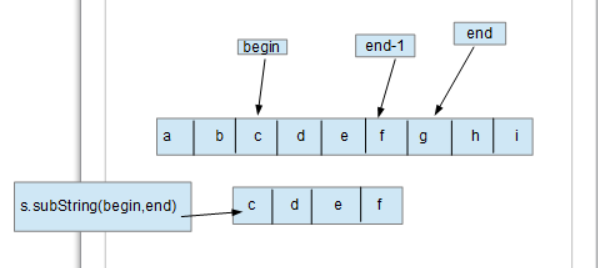 begin
end-1
end
a b c d e f g h i
s.subString(begin,end)
c d e f